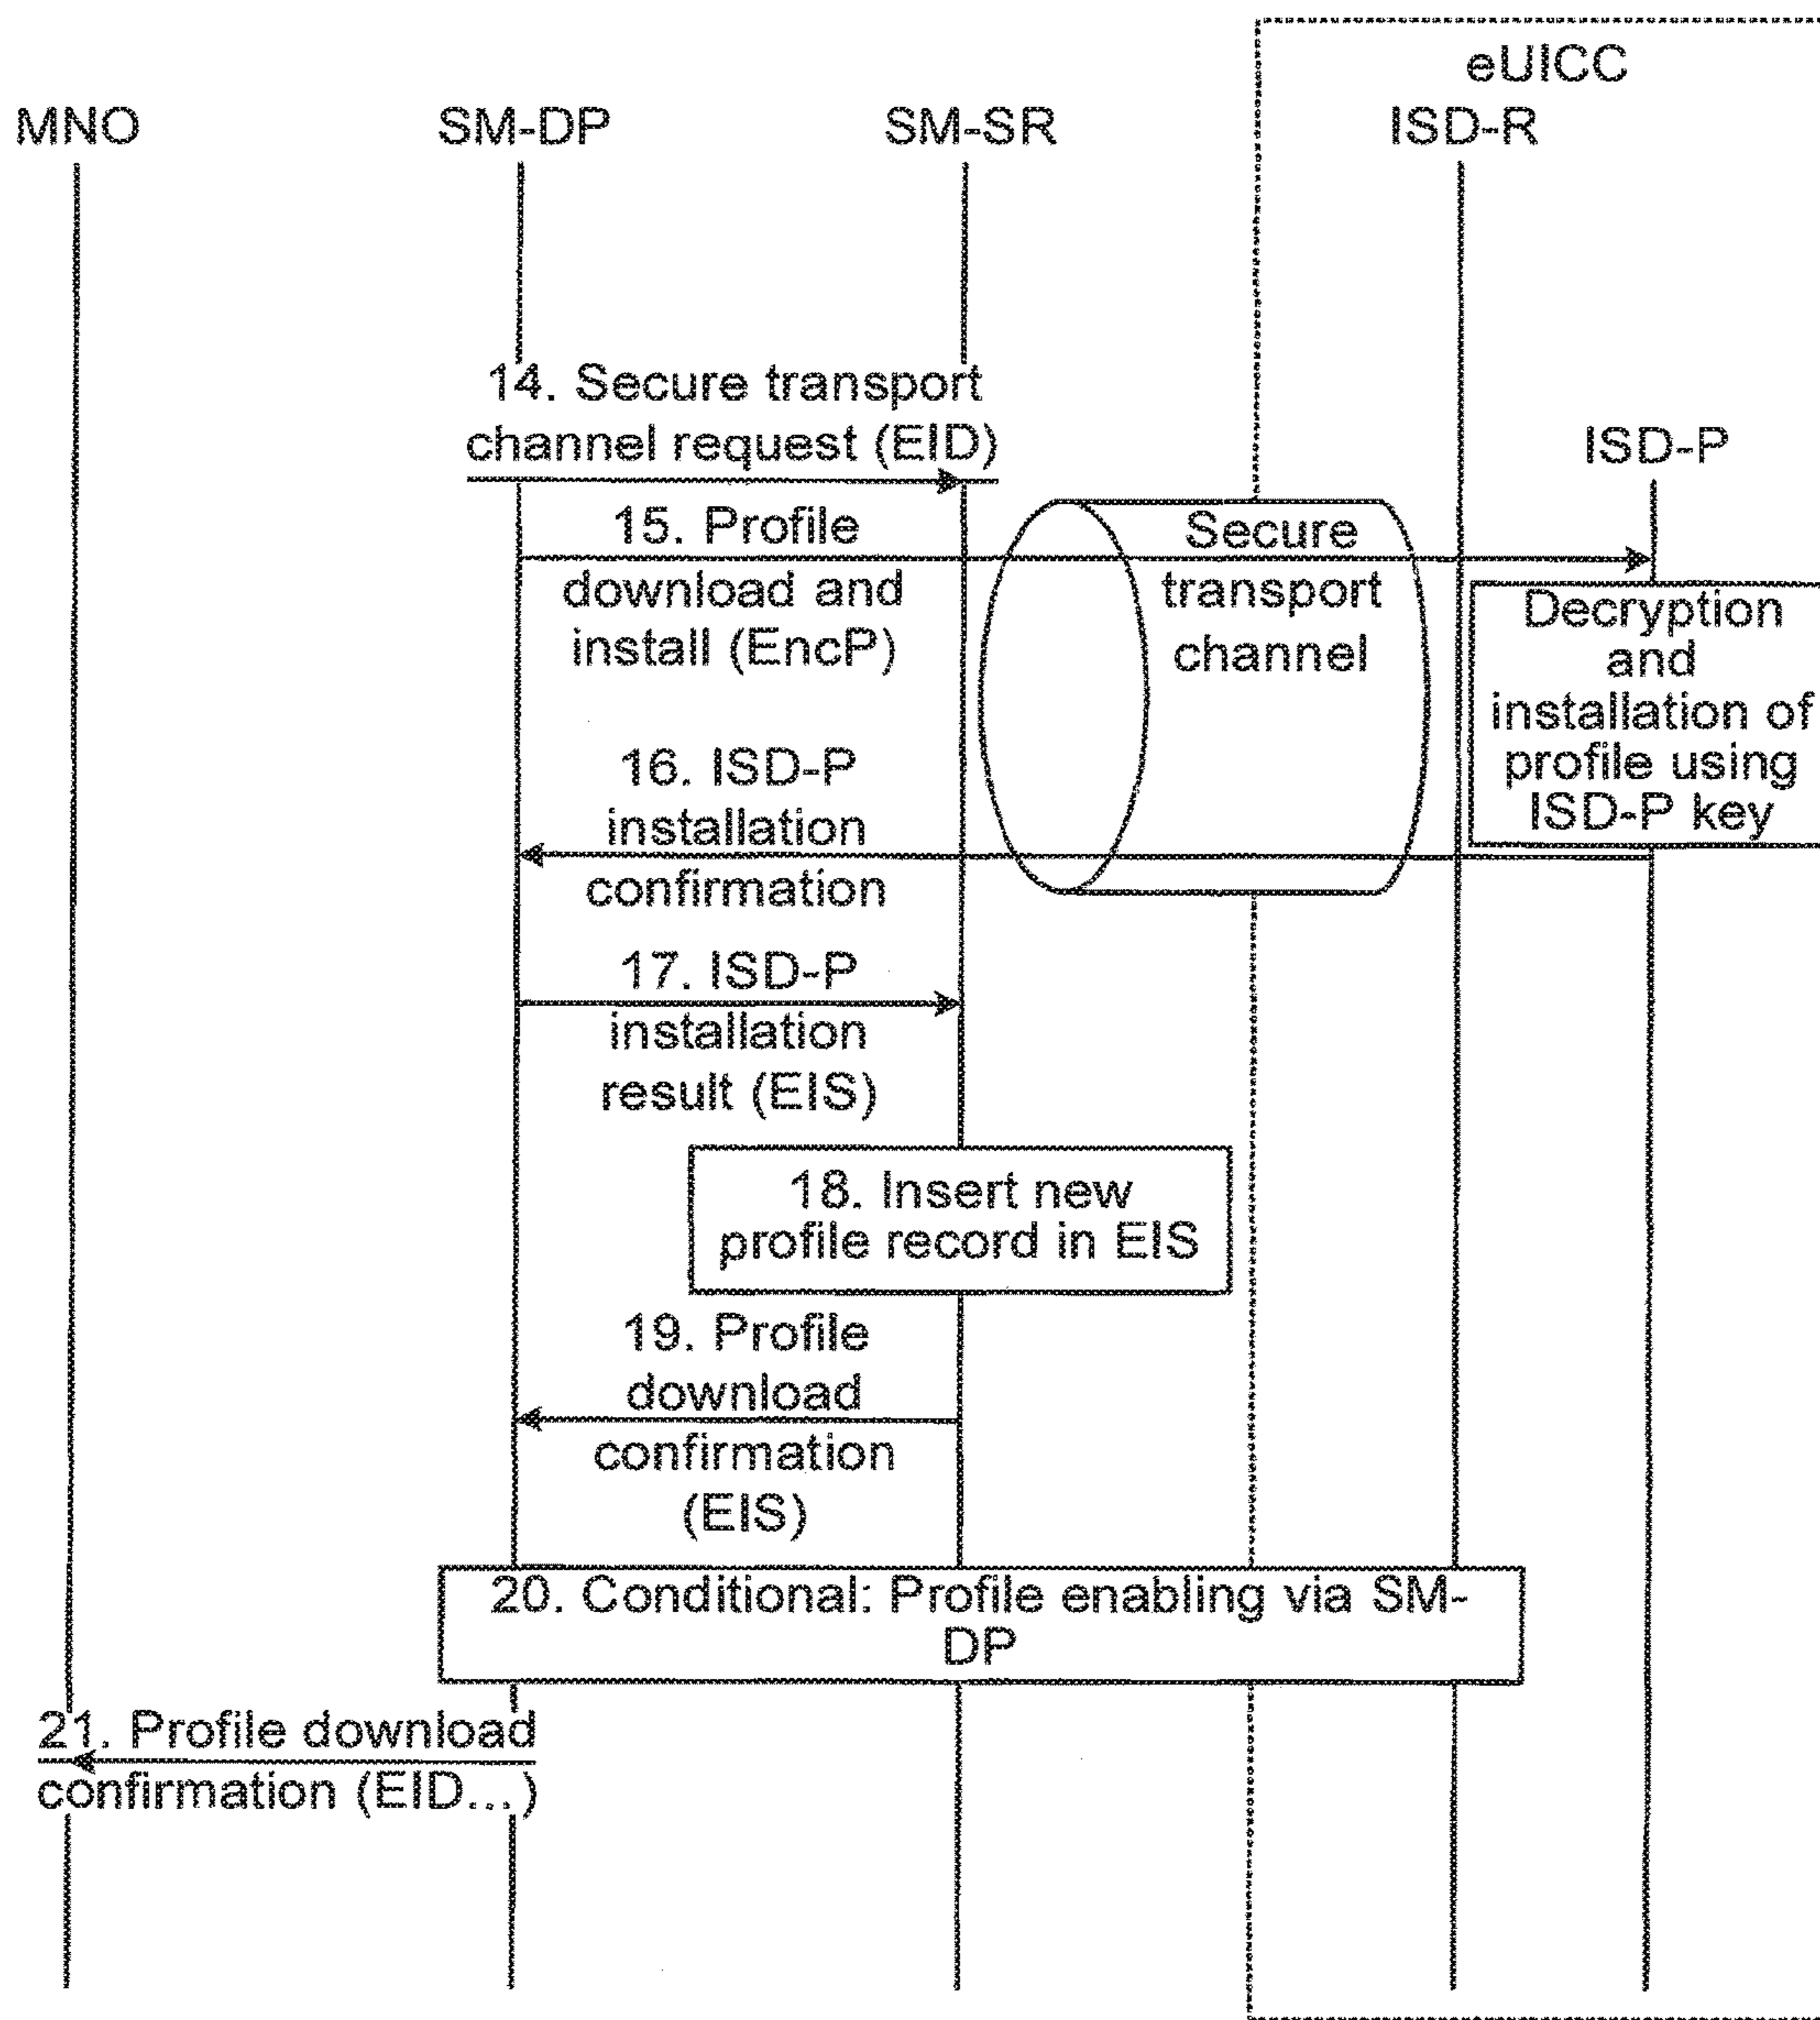 eUICC
MNO
SM-DP
SM-SR
ISD-R
14. Secure transport
channel request (EID)
ISD-P
15. Profile
download and
install (EncP)
Secure
transport
channel
Decryption
and
installation of
profile using
ISD-P key
16. ISD-P
installation
confirmation
17. ISD-P
installation
result (EIS)
18. Insert new
profile record in EIS
19. Profile
download
confirmation
(EIS)
20. Conditional: Profile enabling via SM-
DP
21. Profile download
confirmation (EID...)